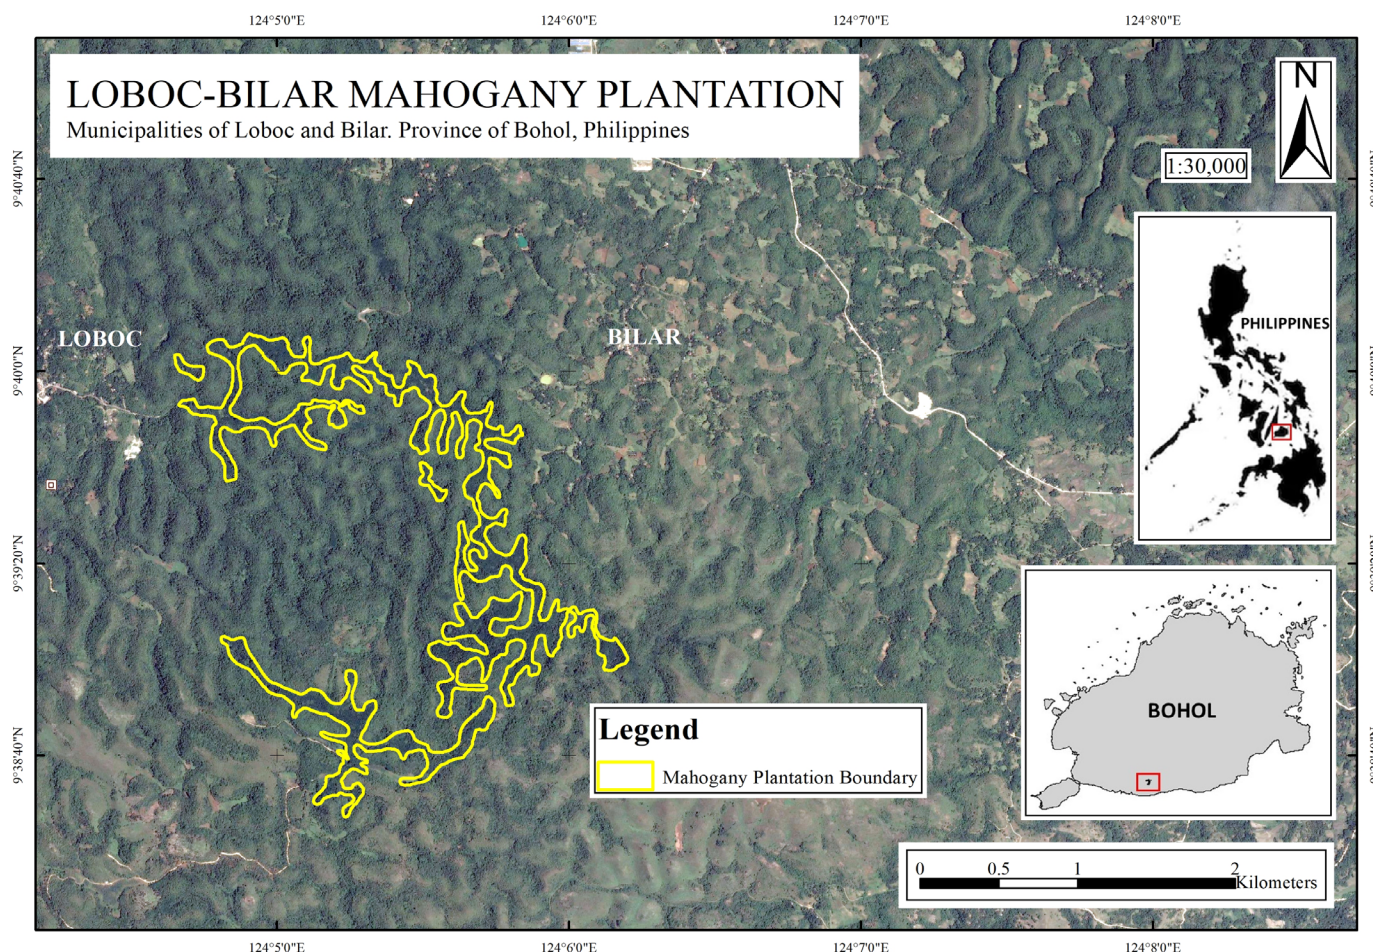 124°5'0"E 124°6'0"E 124°7'0"E 124°8'0"E
LOBOC-BILAR MAHOGANY PLANTATION
Municipalities of Loboc and Bilar. Province of Bohol, Philippines
N
1:30,000
9°40'40"N
PHILIPPINES
LOBOC
BILAR
9°40'0"N
9°39'20"N
BOHOL
Legend
Mahogany Plantation Boundary
9°38'40"N
0 0.5 1 2
Kilometers
124°5'0"E 124°6'0"E 124°7'0"E 124°8'0"E